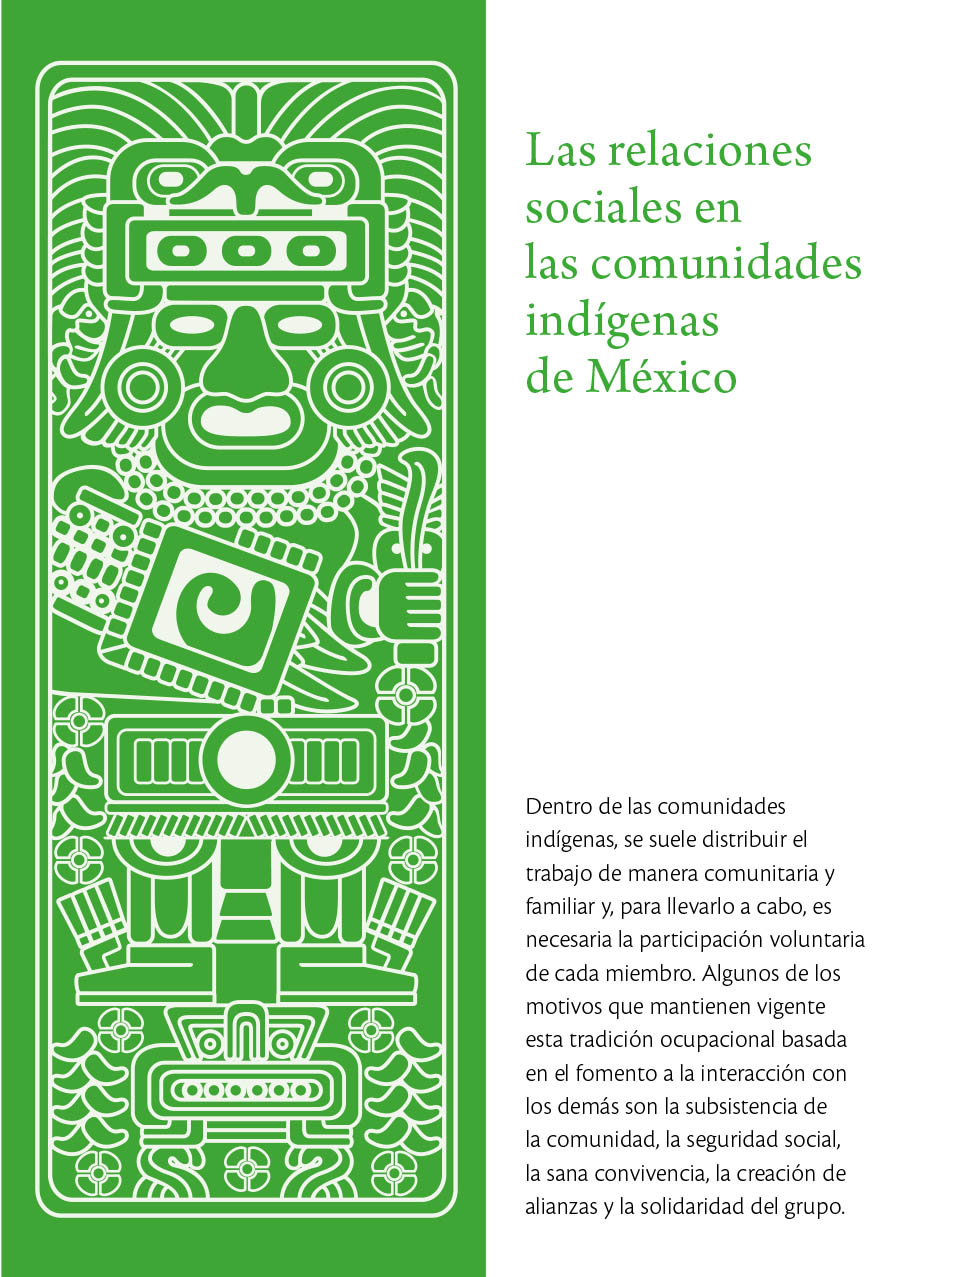 Las relaciones
sociales en
las comunidades
indígenas
de México
Dentro de las comunidades
indígenas, se suele distribuir el
trabajo de manera comunitaria y
familiar y, para llevarlo a cabo, es
necesaria la participación voluntaria
de cada miembro. Algunos de los
motivos que mantienen vigente
esta tradición ocupacional basada
en el fomento a la interacción con
los demás son la subsistencia de
la comunidad, la seguridad social,
la sana convivencia, la creación de
alianzas y la solidaridad del grupo.